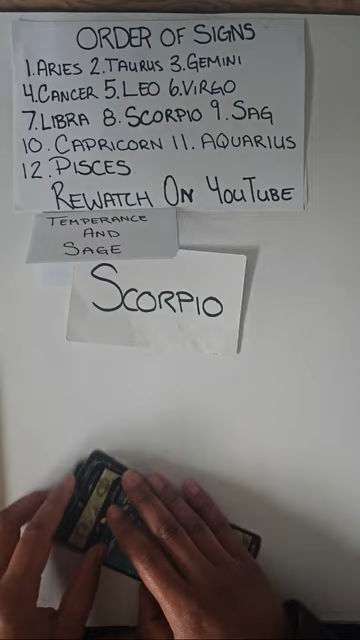 ORDER OF SIGNS
1.ARIES 2.TAURUS 3.GEMINI
4.CANCER 5.LEO 6.VIRGO
7.LIBRA 8.SCORPIO 9.SAG
10.CAPRICORN 11.AQUARIUS
12.PISCES
REWATCH ON YOUTUBE
TEMPERANCE
AND
SAGE
SCORPIO